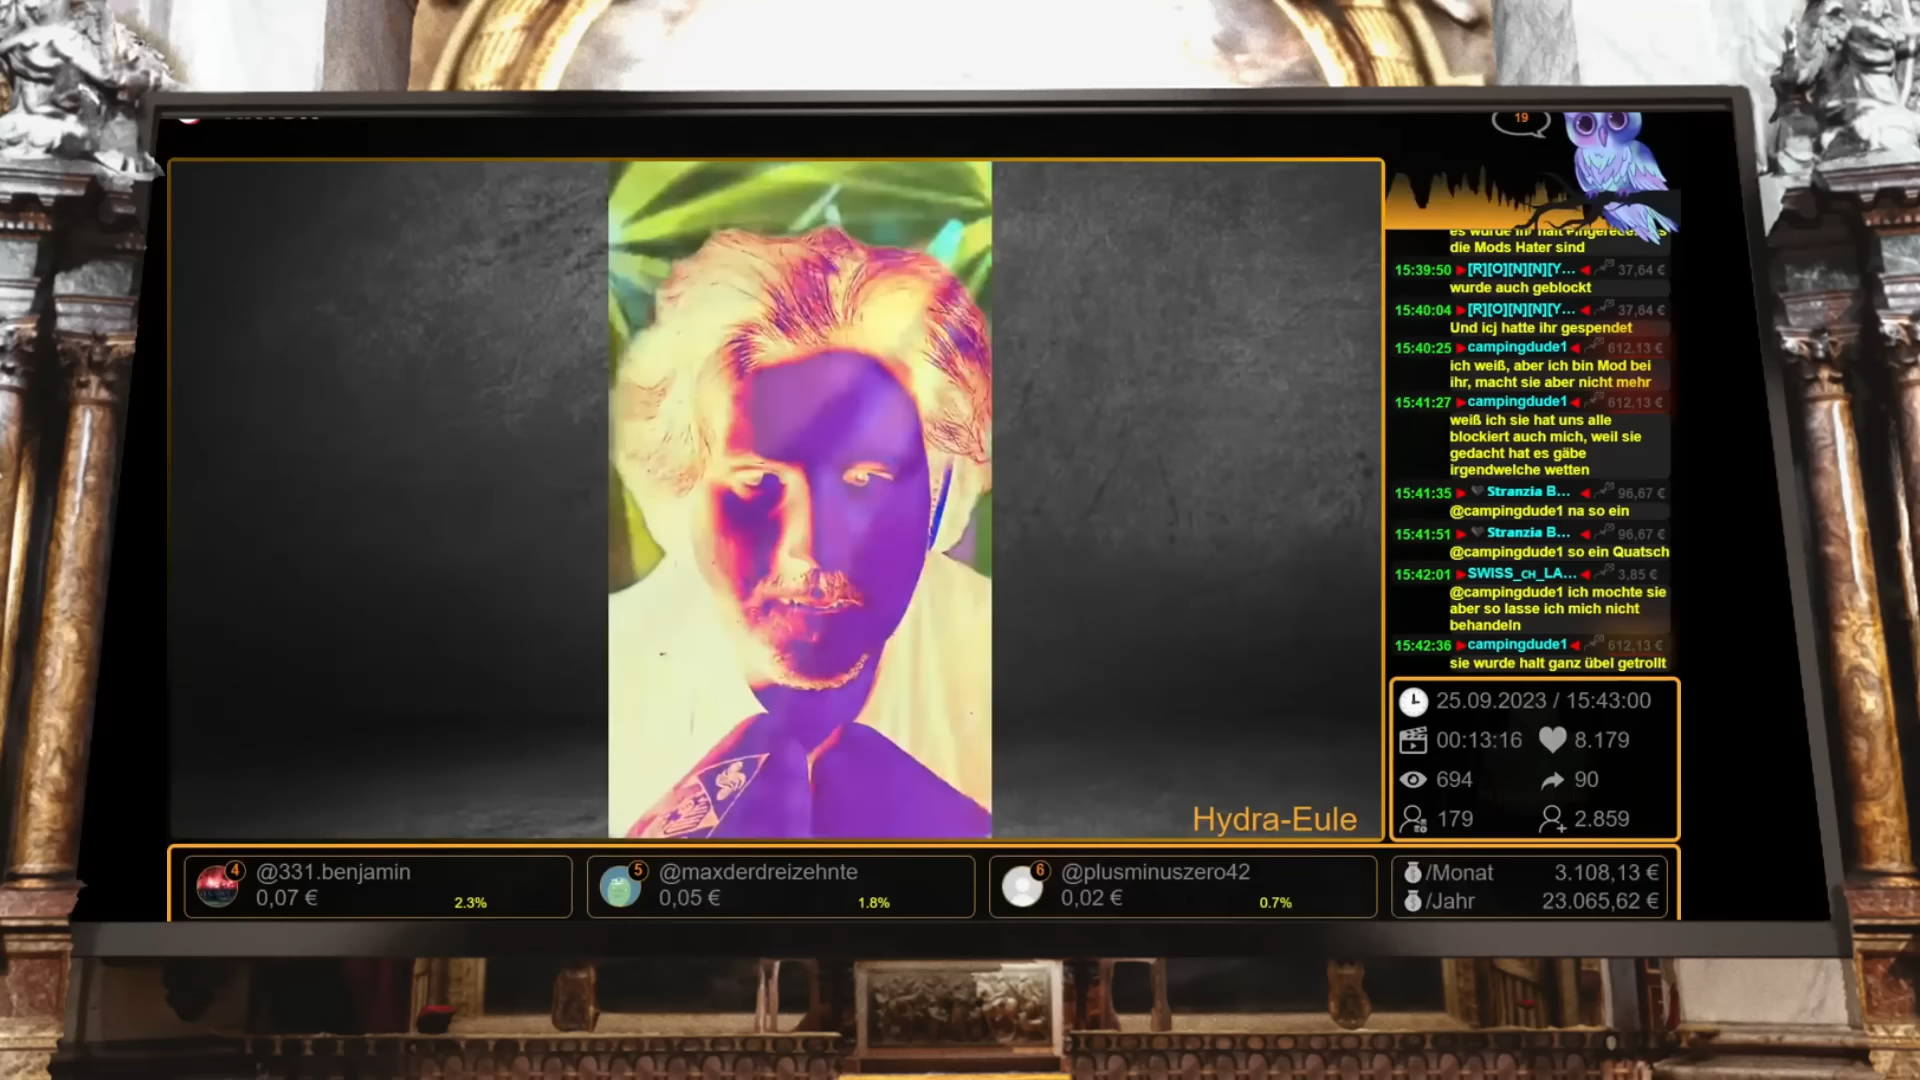 19
die Mods Hater sind
15:39:50 [R][O][N][N][Y... 37,64 €
wurde auch geblockt
15:40:04 [R][O][N][N][Y... 37,64 €
Und icj hatte ihr gespendet
15:40:25 campingdude1 612,13 €
ich weiß, aber ich bin Mod bei
ihr, macht sie aber nicht mehr
15:41:27 campingdude1 612,13 €
weiß ich sie hat uns alle
blockiert auch mich, weil sie
gedacht hat es gäbe
irgendwelche wetten
15:41:35 Stranzia B... 96,67 €
@campingdude1 na so ein
15:41:51 Stranzia B... 96,67 €
@campingdude1 so ein Quatsch
15:42:01 SWISS_CH_LA... 3,85 €
@campingdude1 ich mochte sie
aber so lasse ich mich nicht
behandeln
15:42:36 campingdude1 612,13 €
sie wurde halt ganz übel getrollt
25.09.2023 / 15:43:00
00:13:16 8.179
694 90
179 2.859
Hydra-Eule
4 @331.benjamin
0,07 € 2.3%
5 @maxderdreizehnte
0,05 € 1.8%
6 @plusminuszero42
0,02 € 0.7%
/Monat 3.108,13 €
/Jahr 23.065,62 €